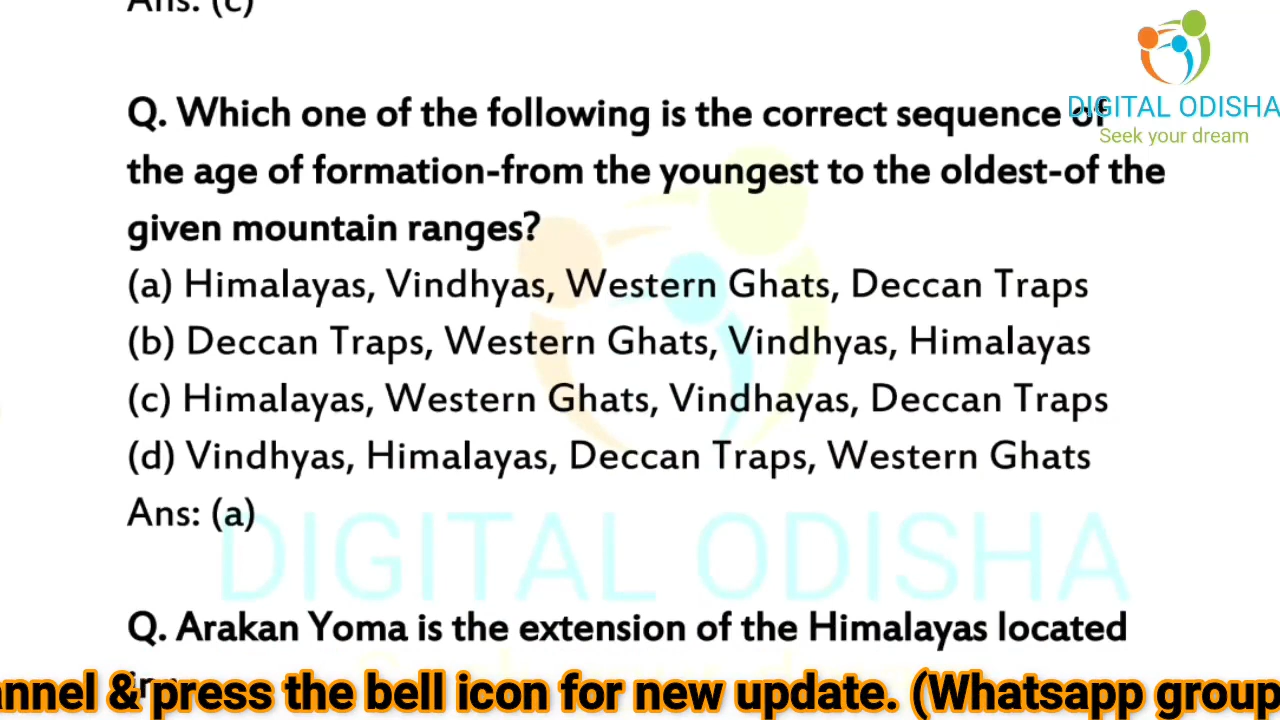 Ans: (c)
DIGITAL ODISHA
Seek your dream
Q. Which one of the following is the correct sequence of
the age of formation-from the youngest to the oldest-of the
given mountain ranges?
(a) Himalayas, Vindhyas, Western Ghats, Deccan Traps
(b) Deccan Traps, Western Ghats, Vindhyas, Himalayas
(c) Himalayas, Western Ghats, Vindhayas, Deccan Traps
(d) Vindhyas, Himalayas, Deccan Traps, Western Ghats
Ans: (a)
DIGITAL ODISHA
Q. Arakan Yoma is the extension of the Himalayas located
annel & press the bell icon for new update. (Whatsapp group